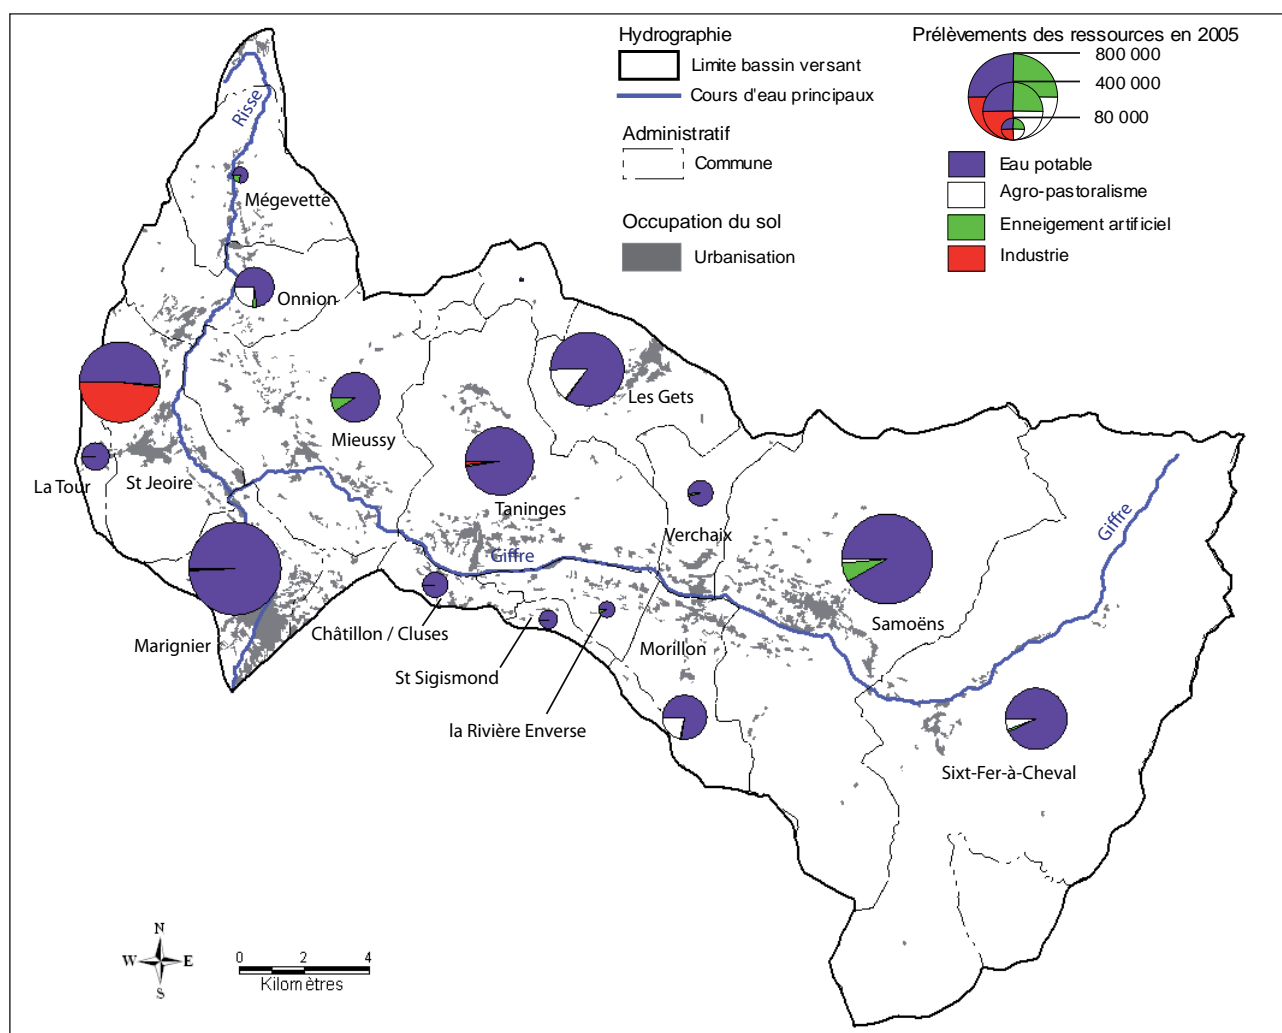 Hydrographie
Limite bassin versant
Cours d'eau principaux
Administratif
Commune
Occupation du sol
Urbanisation
Prélèvements des ressources en 2005
800 000
400 000
80 000
Eau potable
Agro-pastoralisme
Enneigement artificiel
Industrie
Risse
Mégevette
Onnion
Les Gets
Mieussy
La Tour
St Jeoire
Taninges
Verchaix
Giffre
Giffre
Samoëns
Châtillon / Cluses
Marignier
St Sigismond
Morillon
la Rivière Enverse
Sixt-Fer-à-Cheval
N
W
E
S
0 2 4
Kilomètres